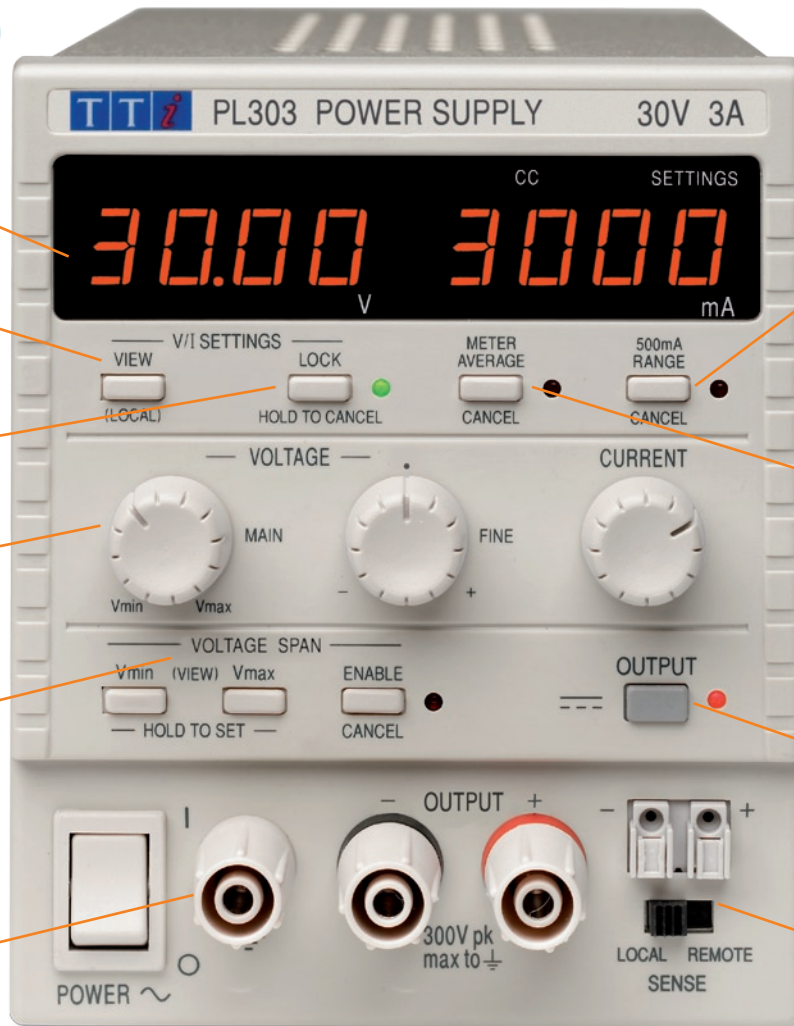 TTi PL303 POWER SUPPLY 30V 3A
CC SETTINGS
30.00 3000
V mA
V/I SETTINGS
VIEW LOCK
METER AVERAGE
500mA RANGE
(LOCAL) HOLD TO CANCEL CANCEL CANCEL
VOLTAGE CURRENT
MAIN FINE
Vmin Vmax - +
VOLTAGE SPAN
Vmin (VIEW) Vmax ENABLE OUTPUT
HOLD TO SET CANCEL
I - OUTPUT + - +
300V pk
max to
LOCAL REMOTE
SENSE
O
POWER